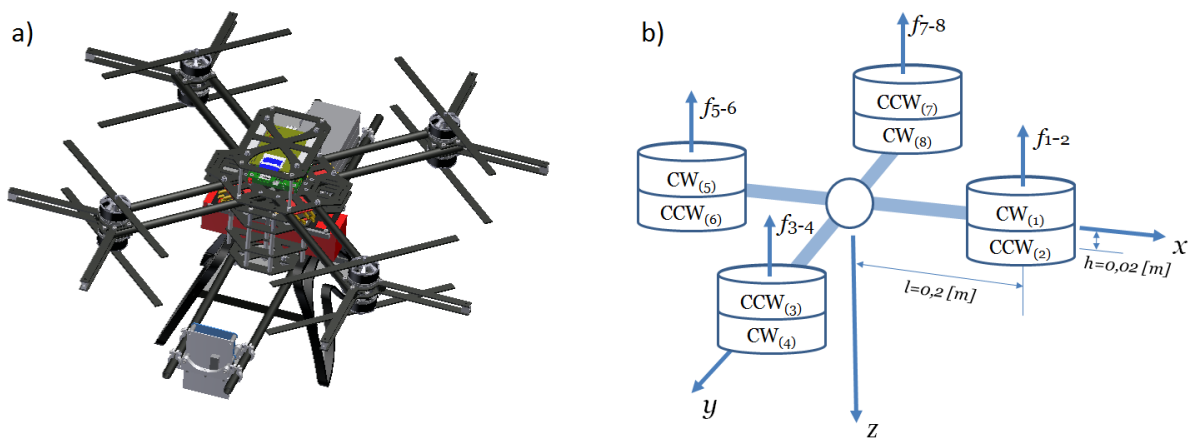 a)
b)
f7-8
f5-6
CCW(7)
CW(8)
f1-2
CW(5)
CCW(6)
f3-4
CW(1)
CCW(2)
x
h=0,02 [m]
l=0,2 [m]
CCW(3)
CW(4)
y
z